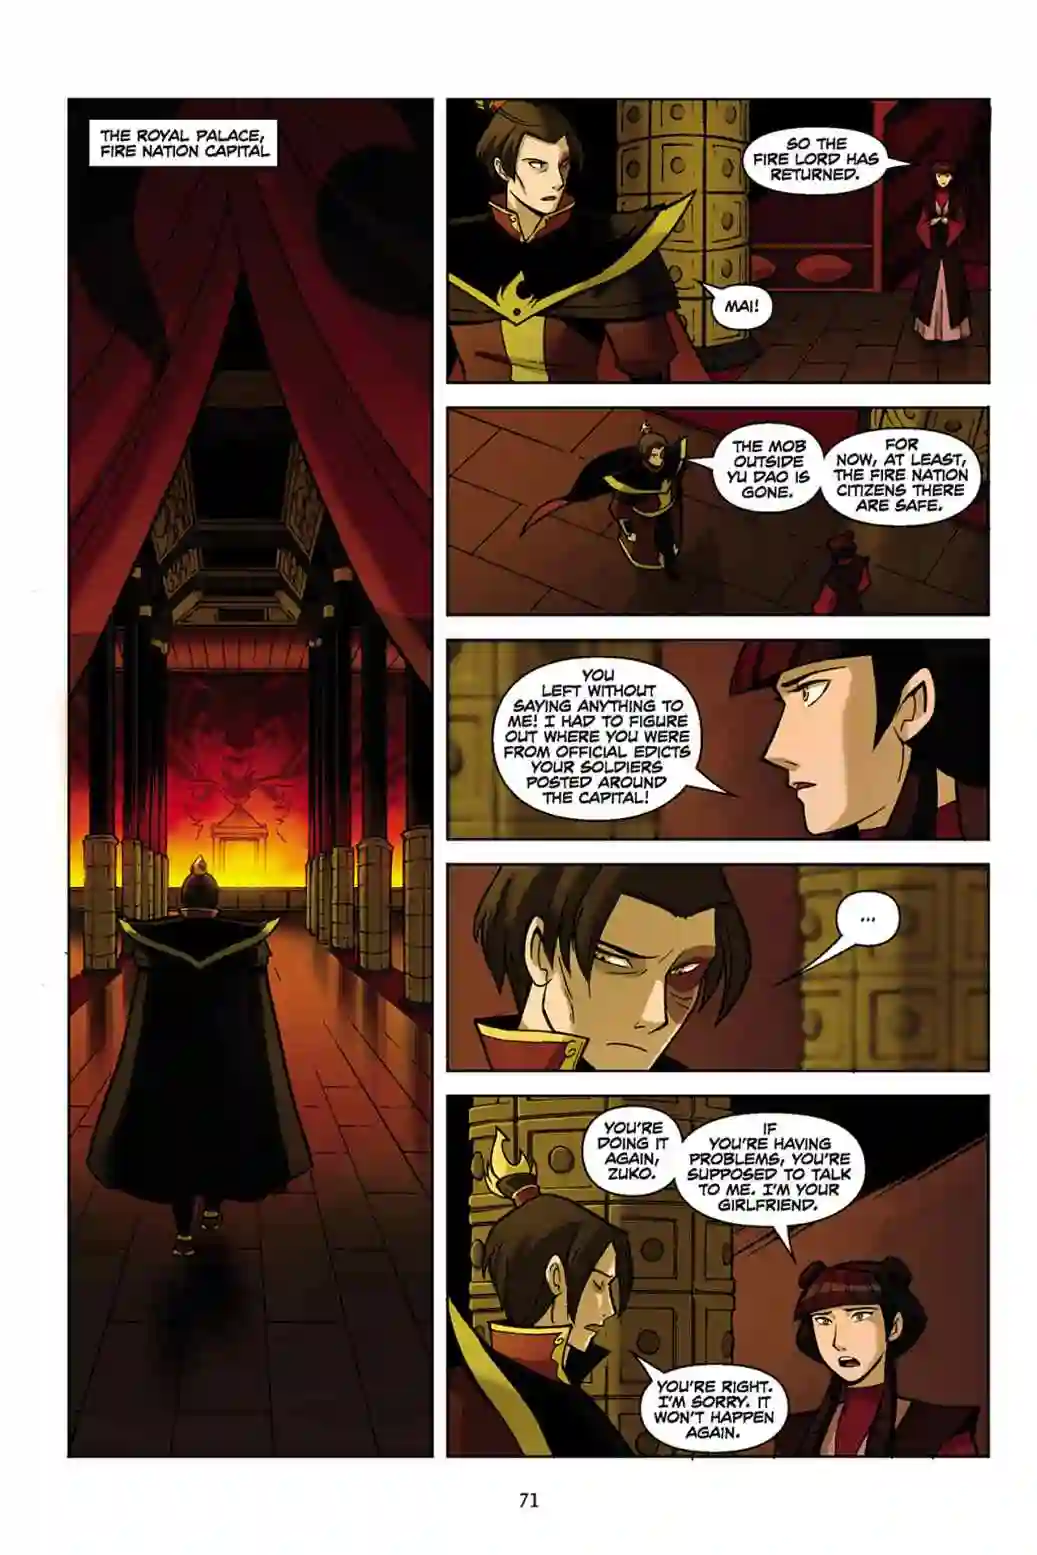 THE ROYAL PALACE,
FIRE NATION CAPITAL
SO THE
FIRE LORD HAS
RETURNED.
MAI!
THE MOB
OUTSIDE
YU DAO IS
GONE.
FOR
NOW, AT LEAST,
THE FIRE NATION
CITIZENS THERE
ARE SAFE.
YOU
LEFT WITHOUT
SAYING ANYTHING TO
ME! I HAD TO FIGURE
OUT WHERE YOU WERE
FROM OFFICIAL EDICTS
YOUR SOLDIERS
POSTED AROUND
THE CAPITAL!
...
YOU'RE
DOING IT
AGAIN,
ZUKO.
IF
YOU'RE HAVING
PROBLEMS, YOU'RE
SUPPOSED TO TALK
TO ME. I'M YOUR
GIRLFRIEND.
YOU'RE RIGHT.
I'M SORRY. IT
WON'T HAPPEN
AGAIN.
71